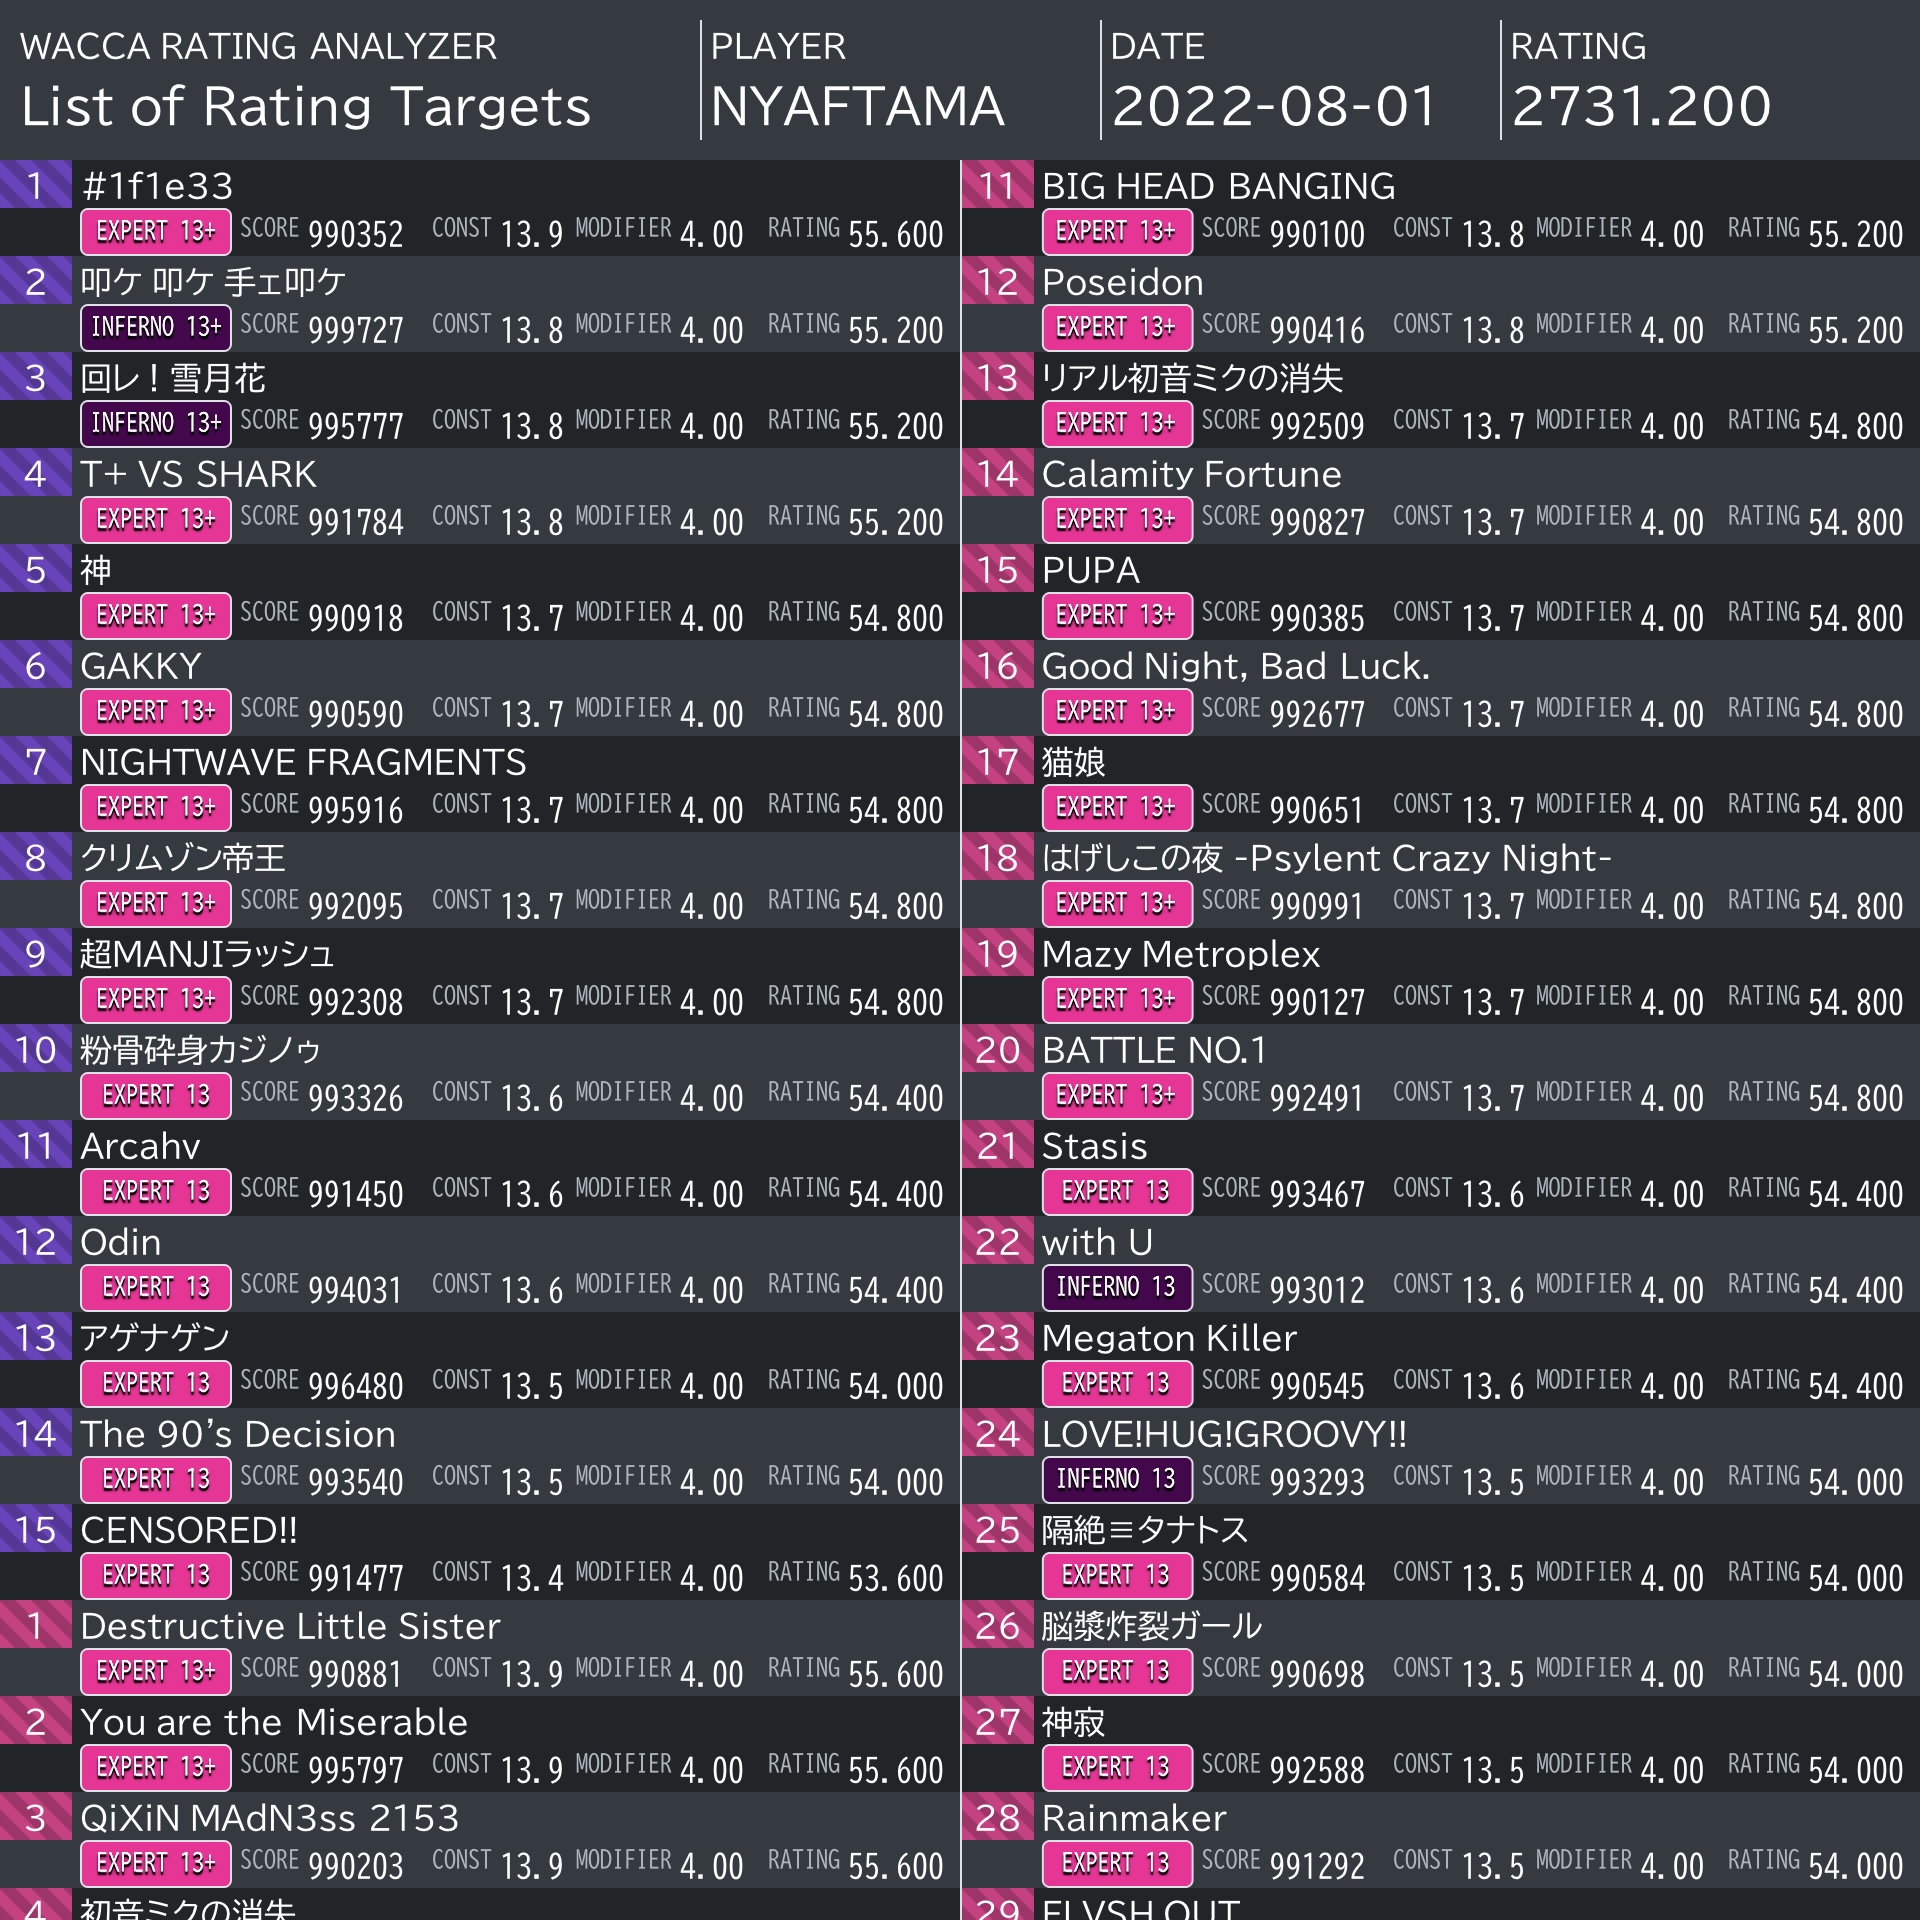 WACCA RATING ANALYZER
List of Rating Targets
PLAYER
NYAFTAMA
DATE
2022-08-01
RATING
2731.200
1 #1f1e33
EXPERT 13+ SCORE 990352 CONST 13.9 MODIFIER 4.00 RATING 55.600
2 叩ケ 叩ケ 手ェ叩ケ
INFERNO 13+ SCORE 999727 CONST 13.8 MODIFIER 4.00 RATING 55.200
3 回レ！雪月花
INFERNO 13+ SCORE 995777 CONST 13.8 MODIFIER 4.00 RATING 55.200
4 T+ VS SHARK
EXPERT 13+ SCORE 991784 CONST 13.8 MODIFIER 4.00 RATING 55.200
5 神
EXPERT 13+ SCORE 990918 CONST 13.7 MODIFIER 4.00 RATING 54.800
6 GAKKY
EXPERT 13+ SCORE 990590 CONST 13.7 MODIFIER 4.00 RATING 54.800
7 NIGHTWAVE FRAGMENTS
EXPERT 13+ SCORE 995916 CONST 13.7 MODIFIER 4.00 RATING 54.800
8 クリムゾン帝王
EXPERT 13+ SCORE 992095 CONST 13.7 MODIFIER 4.00 RATING 54.800
9 超MANJIラッシュ
EXPERT 13+ SCORE 992308 CONST 13.7 MODIFIER 4.00 RATING 54.800
10 粉骨砕身カジノゥ
EXPERT 13 SCORE 993326 CONST 13.6 MODIFIER 4.00 RATING 54.400
11 Arcahv
EXPERT 13 SCORE 991450 CONST 13.6 MODIFIER 4.00 RATING 54.400
12 Odin
EXPERT 13 SCORE 994031 CONST 13.6 MODIFIER 4.00 RATING 54.400
13 アゲナゲン
EXPERT 13 SCORE 996480 CONST 13.5 MODIFIER 4.00 RATING 54.000
14 The 90's Decision
EXPERT 13 SCORE 993540 CONST 13.5 MODIFIER 4.00 RATING 54.000
15 CENSORED!!
EXPERT 13 SCORE 991477 CONST 13.4 MODIFIER 4.00 RATING 53.600
1 Destructive Little Sister
EXPERT 13+ SCORE 990881 CONST 13.9 MODIFIER 4.00 RATING 55.600
2 You are the Miserable
EXPERT 13+ SCORE 995797 CONST 13.9 MODIFIER 4.00 RATING 55.600
3 QiXiN MAdN3ss 2153
EXPERT 13+ SCORE 990203 CONST 13.9 MODIFIER 4.00 RATING 55.600
4 初音ミクの消失
11 BIG HEAD BANGING
EXPERT 13+ SCORE 990100 CONST 13.8 MODIFIER 4.00 RATING 55.200
12 Poseidon
EXPERT 13+ SCORE 990416 CONST 13.8 MODIFIER 4.00 RATING 55.200
13 リアル初音ミクの消失
EXPERT 13+ SCORE 992509 CONST 13.7 MODIFIER 4.00 RATING 54.800
14 Calamity Fortune
EXPERT 13+ SCORE 990827 CONST 13.7 MODIFIER 4.00 RATING 54.800
15 PUPA
EXPERT 13+ SCORE 990385 CONST 13.7 MODIFIER 4.00 RATING 54.800
16 Good Night, Bad Luck.
EXPERT 13+ SCORE 992677 CONST 13.7 MODIFIER 4.00 RATING 54.800
17 猫娘
EXPERT 13+ SCORE 990651 CONST 13.7 MODIFIER 4.00 RATING 54.800
18 はげしこの夜 -Psylent Crazy Night-
EXPERT 13+ SCORE 990991 CONST 13.7 MODIFIER 4.00 RATING 54.800
19 Mazy Metroplex
EXPERT 13+ SCORE 990127 CONST 13.7 MODIFIER 4.00 RATING 54.800
20 BATTLE NO.1
EXPERT 13+ SCORE 992491 CONST 13.7 MODIFIER 4.00 RATING 54.800
21 Stasis
EXPERT 13 SCORE 993467 CONST 13.6 MODIFIER 4.00 RATING 54.400
22 with U
INFERNO 13 SCORE 993012 CONST 13.6 MODIFIER 4.00 RATING 54.400
23 Megaton Killer
EXPERT 13 SCORE 990545 CONST 13.6 MODIFIER 4.00 RATING 54.400
24 LOVE!HUG!GROOVY!!
INFERNO 13 SCORE 993293 CONST 13.5 MODIFIER 4.00 RATING 54.000
25 隔絶≡タナトス
EXPERT 13 SCORE 990584 CONST 13.5 MODIFIER 4.00 RATING 54.000
26 脳漿炸裂ガール
EXPERT 13 SCORE 990698 CONST 13.5 MODIFIER 4.00 RATING 54.000
27 神寂
EXPERT 13 SCORE 992588 CONST 13.5 MODIFIER 4.00 RATING 54.000
28 Rainmaker
EXPERT 13 SCORE 991292 CONST 13.5 MODIFIER 4.00 RATING 54.000
29 FLVSH OUT